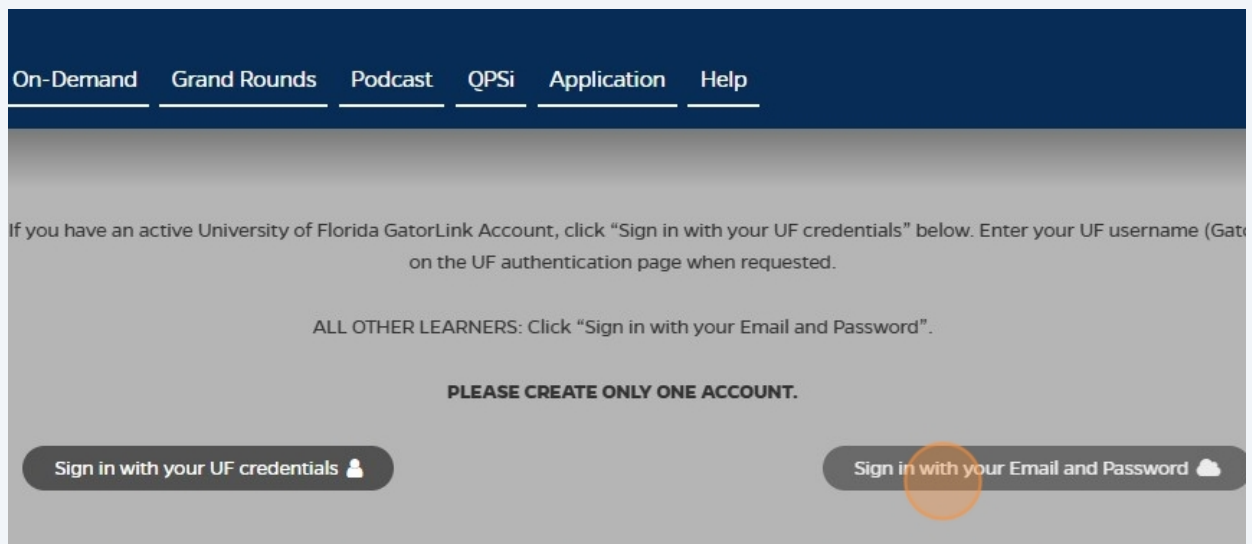 On-Demand Grand Rounds Podcast QPSi Application Help
If you have an active University of Florida GatorLink Account, click “Sign in with your UF credentials” below. Enter your UF username (Gato
on the UF authentication page when requested.
ALL OTHER LEARNERS: Click “Sign in with your Email and Password”.
PLEASE CREATE ONLY ONE ACCOUNT.
Sign in with your UF credentials
Sign in with your Email and Password